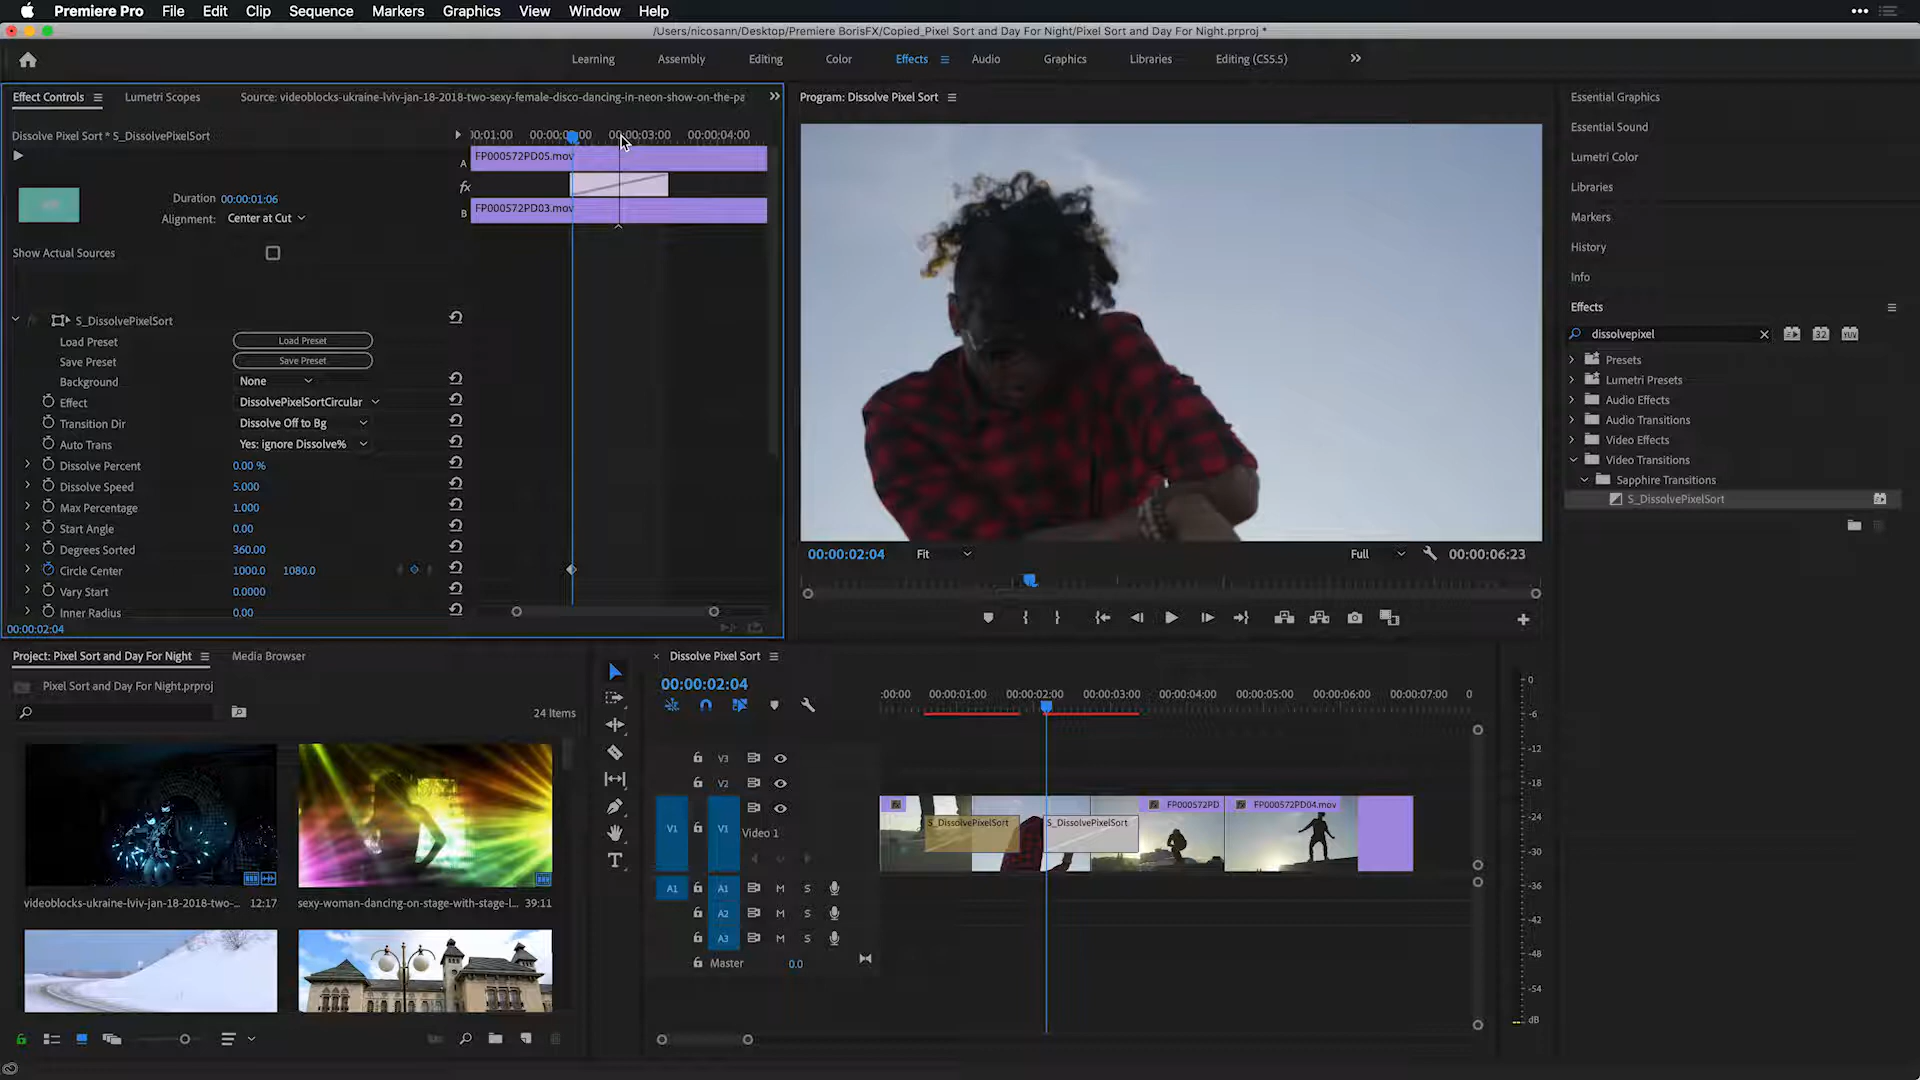 Premiere Pro File Edit Clip Sequence Markers Graphics View Window Help
/Users/nicosann/Desktop/Premiere BorisFX/Copied_Pixel Sort and Day For Night/Pixel Sort and Day For Night.prproj *
Learning Assembly Editing Color Effects Audio Graphics Libraries Editing (CS5.5)
Effect Controls Lumetri Scopes Source: videoblocks-ukraine-lviv-jan-18-2018-two-sexy-female-disco-dancing-in-neon-show-on-the-pa
Dissolve Pixel Sort * S_DissolvePixelSort
00:00:03:00 00:00:04:00
A FP000572PD05.mov
fx
B FP000572PD03.mov
Duration 00:00:01:06
Alignment: Center at Cut
Show Actual Sources
S_DissolvePixelSort
Load Preset Load Preset
Save Preset Save Preset
Background None
Effect DissolvePixelSortCircular
Transition Dir Dissolve Off to Bg
Auto Trans Yes: ignore Dissolve%
Dissolve Percent 0.00 %
Dissolve Speed 5.000
Max Percentage 1.000
Start Angle 0.00
Degrees Sorted 360.00
Circle Center 1000.0 1080.0
Vary Start 0.0000
Inner Radius 0.00
00:00:02:04
Program: Dissolve Pixel Sort
00:00:02:04 Fit Full 00:00:06:23
Essential Graphics
Essential Sound
Lumetri Color
Libraries
Markers
History
Info
Effects
dissolvepixel
32 YUV
Presets
Lumetri Presets
Audio Effects
Audio Transitions
Video Effects
Video Transitions
Sapphire Transitions
S_DissolvePixelSort
Project: Pixel Sort and Day For Night Media Browser
Pixel Sort and Day For Night.prproj
24 Items
videoblocks-ukraine-lviv-jan-18-2018-two-... 12:17
sexy-woman-dancing-on-stage-with-stage-l... 39:11
Dissolve Pixel Sort
00:00:02:04
:00:00 00:00:01:00 00:00:02:00 00:00:03:00 00:00:04:00 00:00:05:00 00:00:06:00 00:00:07:00 0
V3
V2
V1 V1 Video 1
FP000572PD FP000572PD04.mov
S_DissolvePixelSort S_DissolvePixelSort
A1 A1 M S
A2 M S
A3 M S
Master 0.0
0
-6
-12
-18
-24
-30
-36
-42
-48
-54
dB